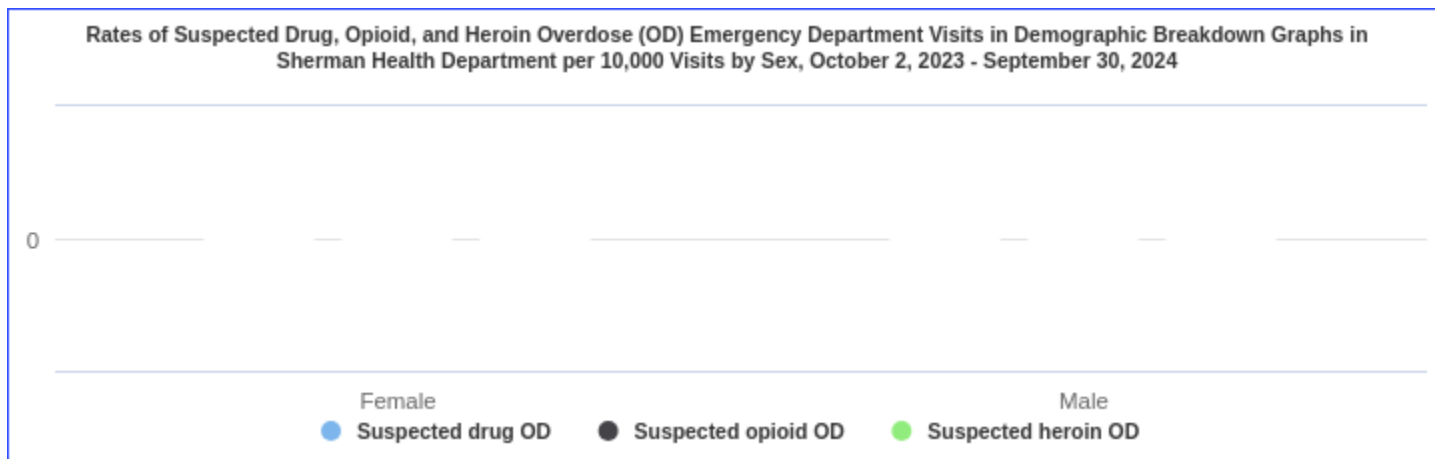 Rates of Suspected Drug, Opioid, and Heroin Overdose (OD) Emergency Department Visits in Demographic Breakdown Graphs in
Sherman Health Department per 10,000 Visits by Sex, October 2, 2023 - September 30, 2024
0
Female Male
Suspected drug OD Suspected opioid OD Suspected heroin OD